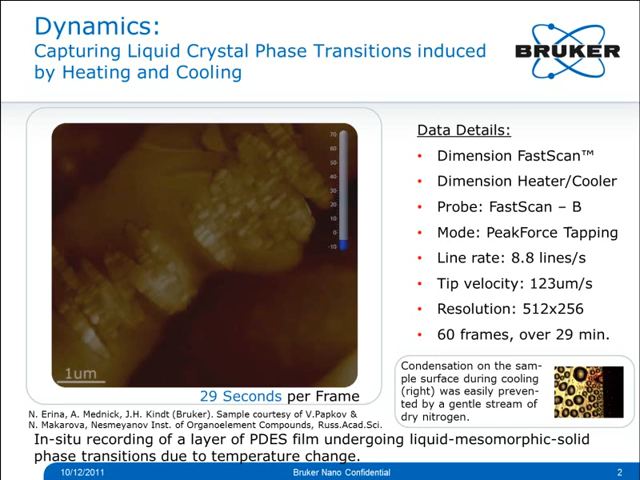 Dynamics:
Capturing Liquid Crystal Phase Transitions induced
by Heating and Cooling
BRUKER
70
60
50
40
30
20
10
0
-10
1um
29 Seconds per Frame
N. Erina, A. Mednick, J.H. Kindt (Bruker). Sample courtesy of V.Papkov &
N. Makarova, Nesmeyanov Inst. of Organoelement Compounds, Russ.Acad.Sci.
Data Details:
• Dimension FastScan™
• Dimension Heater/Cooler
• Probe: FastScan – B
• Mode: PeakForce Tapping
• Line rate: 8.8 lines/s
• Tip velocity: 123um/s
• Resolution: 512x256
• 60 frames, over 29 min.
Condensation on the sam-
ple surface during cooling
(right) was easily preven-
ted by a gentle stream of
dry nitrogen.
In-situ recording of a layer of PDES film undergoing liquid-mesomorphic-solid
phase transitions due to temperature change.
10/12/2011
Bruker Nano Confidential
2